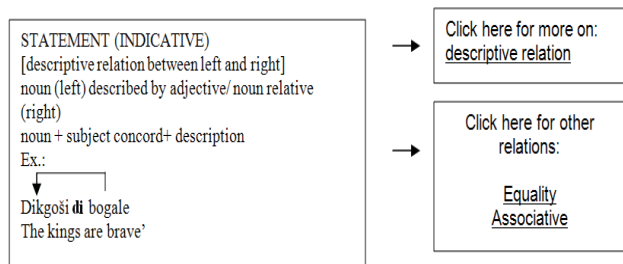 STATEMENT (INDICATIVE)
[descriptive relation between left and right]
noun (left) described by adjective/ noun relative
(right)
noun + subject concord+ description
Ex.:
Dikgoši di bogale
The kings are brave’
Click here for more on:
descriptive relation
Click here for other
relations:
Equality
Associative